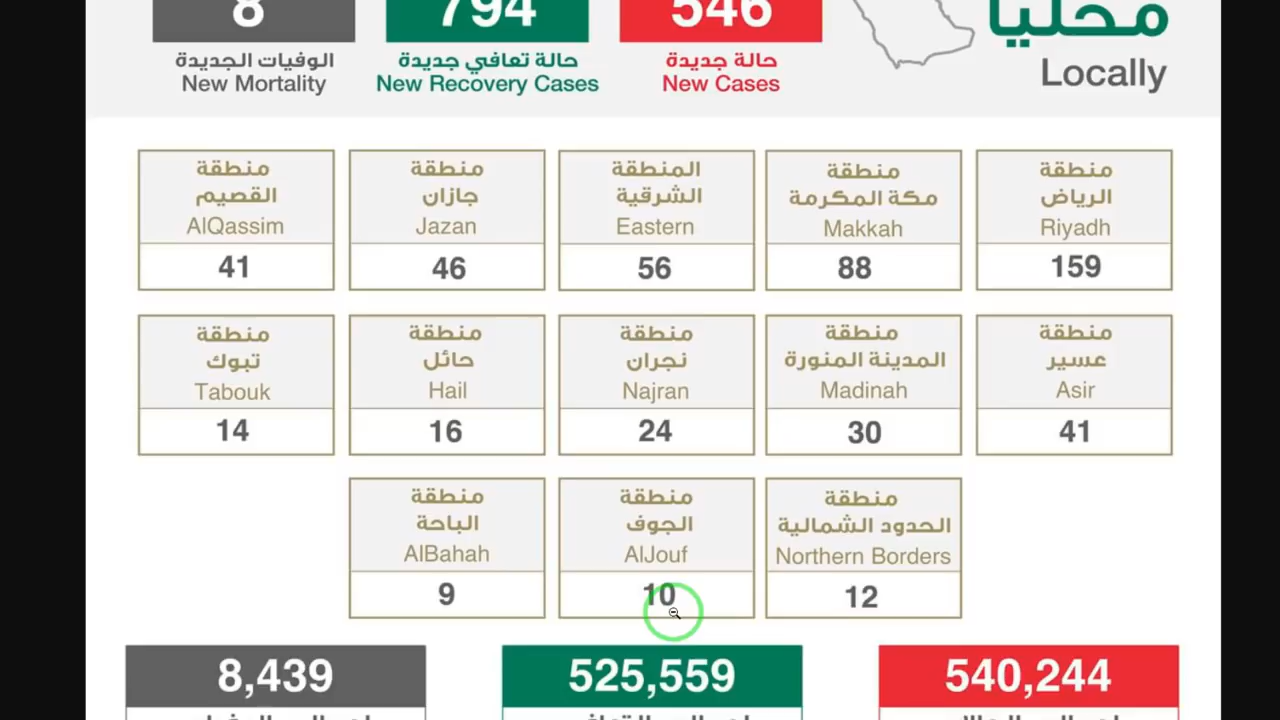 محليا
Locally
546
حالة جديدة
New Cases
794
حالة تعافي جديدة
New Recovery Cases
8
الوفيات الجديدة
New Mortality
منطقة
الرياض
Riyadh
159
منطقة
مكة المكرمة
Makkah
88
المنطقة
الشرقية
Eastern
56
منطقة
جازان
Jazan
46
منطقة
القصيم
AlQassim
41
منطقة
عسير
Asir
41
منطقة
المدينة المنورة
Madinah
30
منطقة
نجران
Najran
24
منطقة
حائل
Hail
16
منطقة
تبوك
Tabouk
14
منطقة
الحدود الشمالية
Northern Borders
12
منطقة
الجوف
AlJouf
10
منطقة
الباحة
AlBahah
9
540,244
525,559
8,439